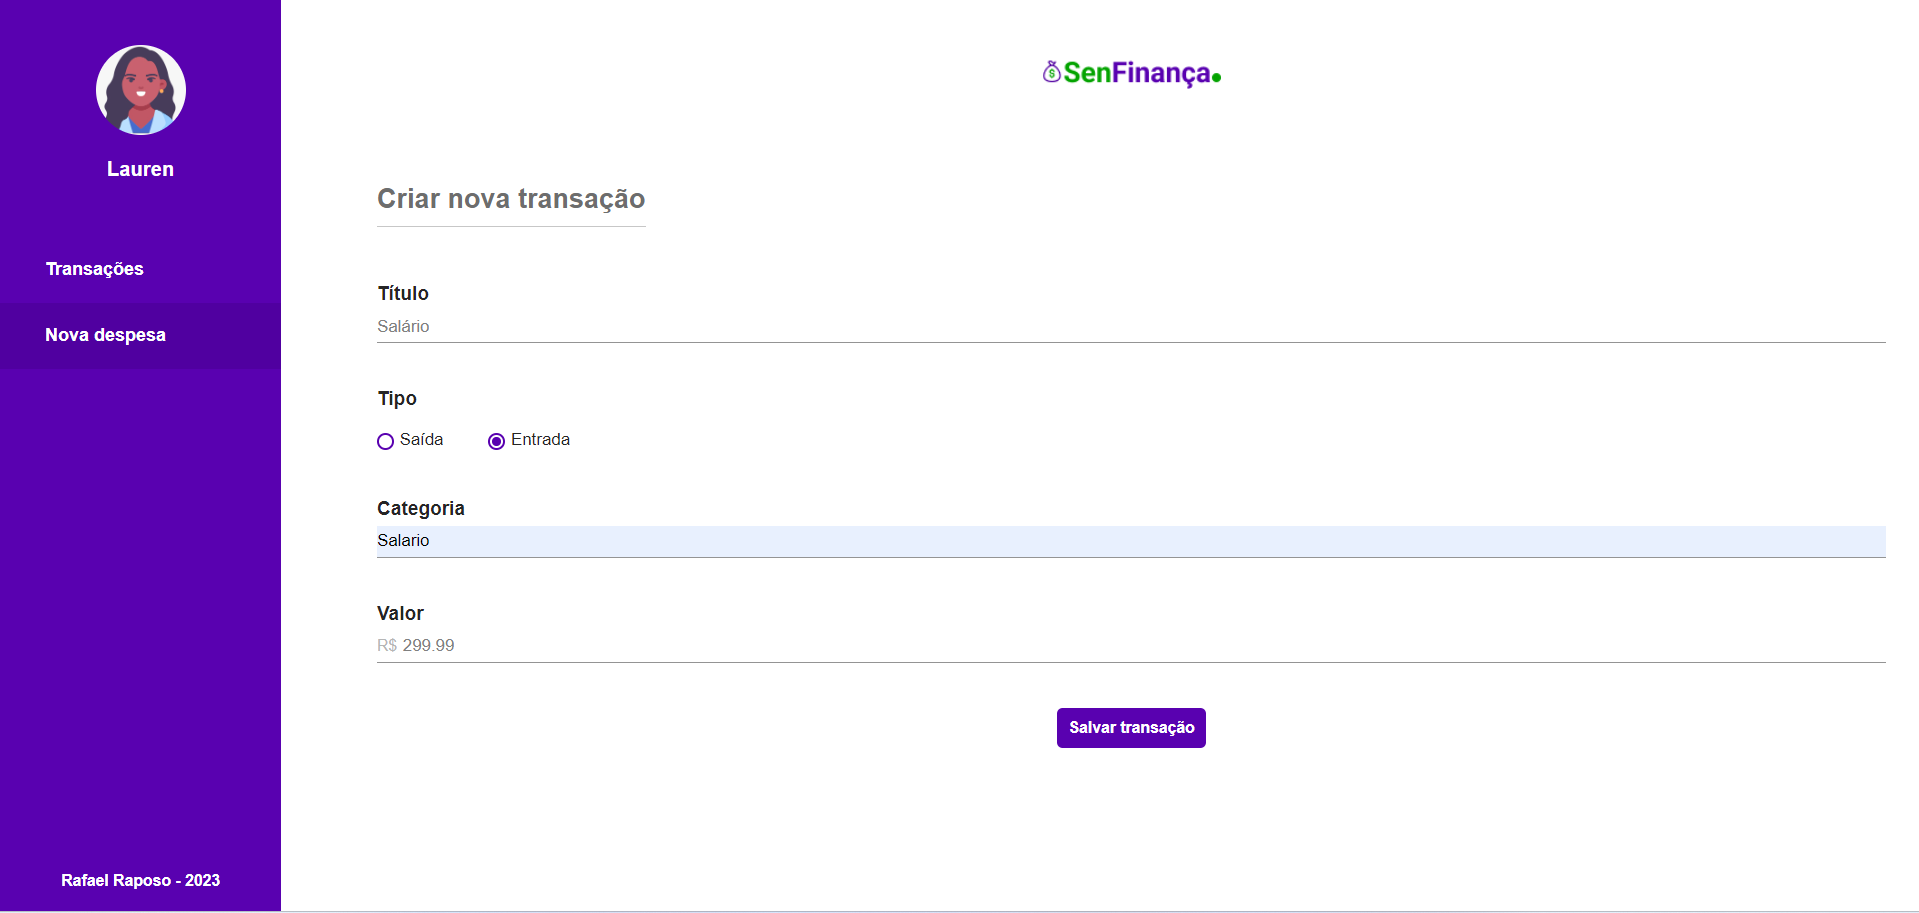 Lauren
Transações
Nova despesa
Rafael Raposo - 2023
SenFinança.
Criar nova transação
Título
Salário
Tipo
Saída Entrada
Categoria
Salario
Valor
R$ 299.99
Salvar transação